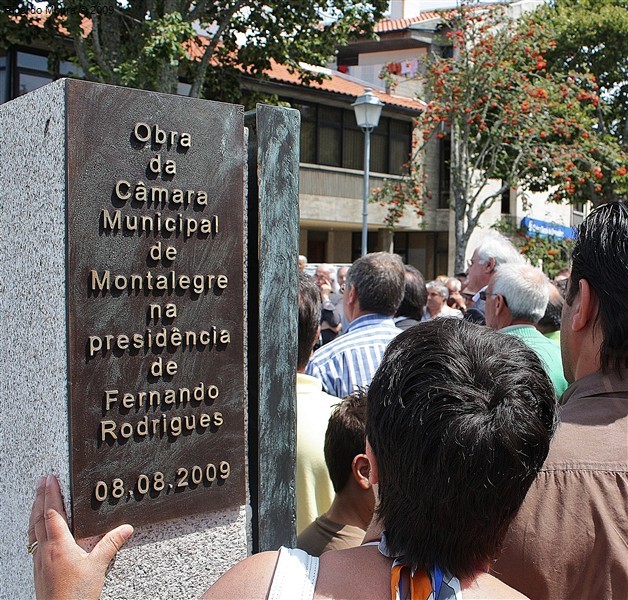 Obra
da
Câmara
Municipal
de
Montalegre
na
presidência
de
Fernando
Rodrigues
08.08.2009